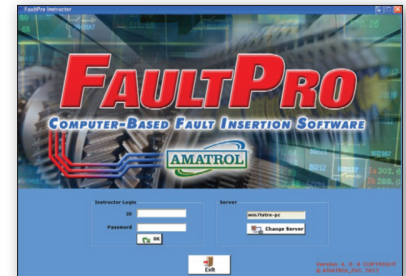 FaultPro Instructor
FAULTPRO
COMPUTER-BASED FAULT INSERTION SOFTWARE
AMATROL
Instructor Login
Server
ID
Password
OK
Change Server
Exit